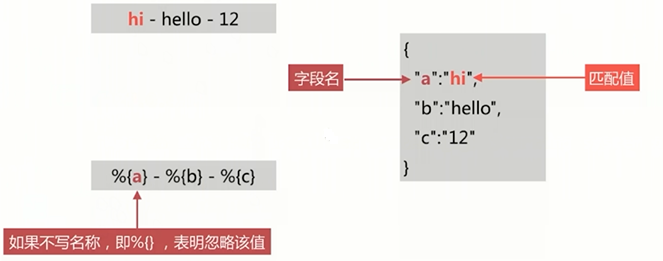 hi - hello - 12
{
字段名
"a":"hi",
匹配值
"b":"hello",
"c":"12"
}
%{a} - %{b} - %{c}
如果不写名称，即%{} ，表明忽略该值